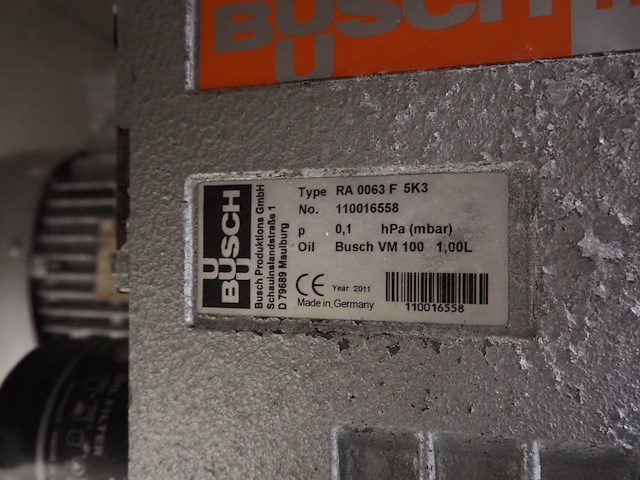 BUSCH
BUSCH
Busch Produktions GmbH
Schauinslandstraße 1
D 79689 Maulburg
Type RA 0063 F 5K3
No. 110016558
p 0,1 hPa (mbar)
Oil Busch VM 100 1,00L
CE Year 2011
Made in Germany
110016558
FILTER